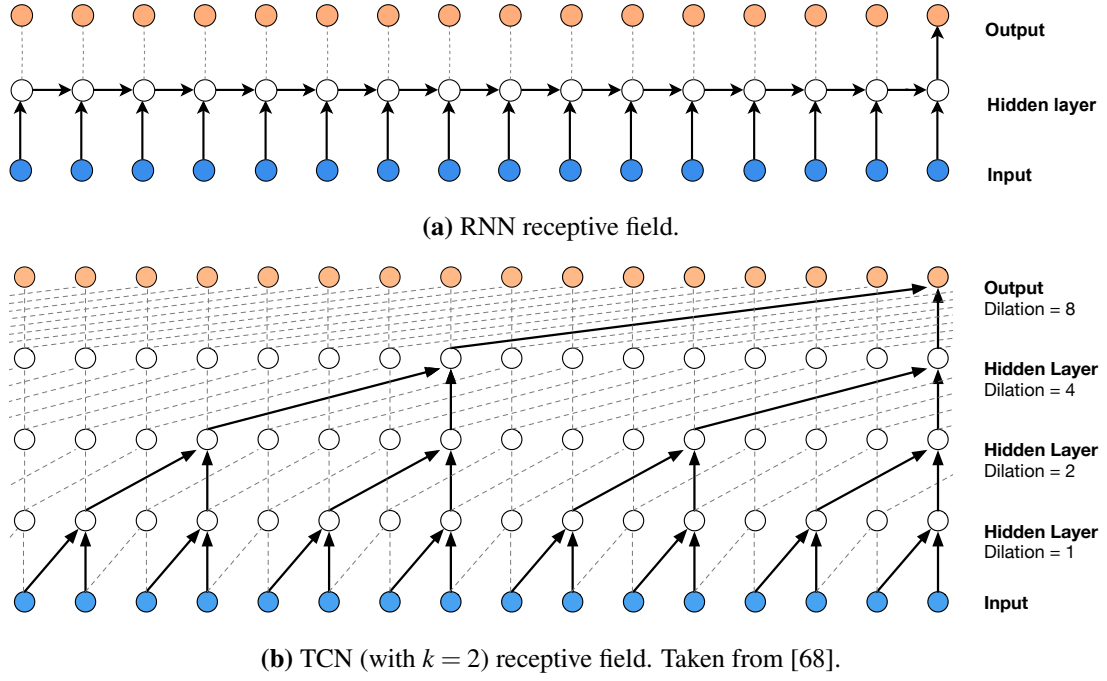 Output
Hidden layer
Input
(a) RNN receptive field.
Output
Dilation = 8
Hidden Layer
Dilation = 4
Hidden Layer
Dilation = 2
Hidden Layer
Dilation = 1
Input
(b) TCN (with k = 2) receptive field. Taken from [68].